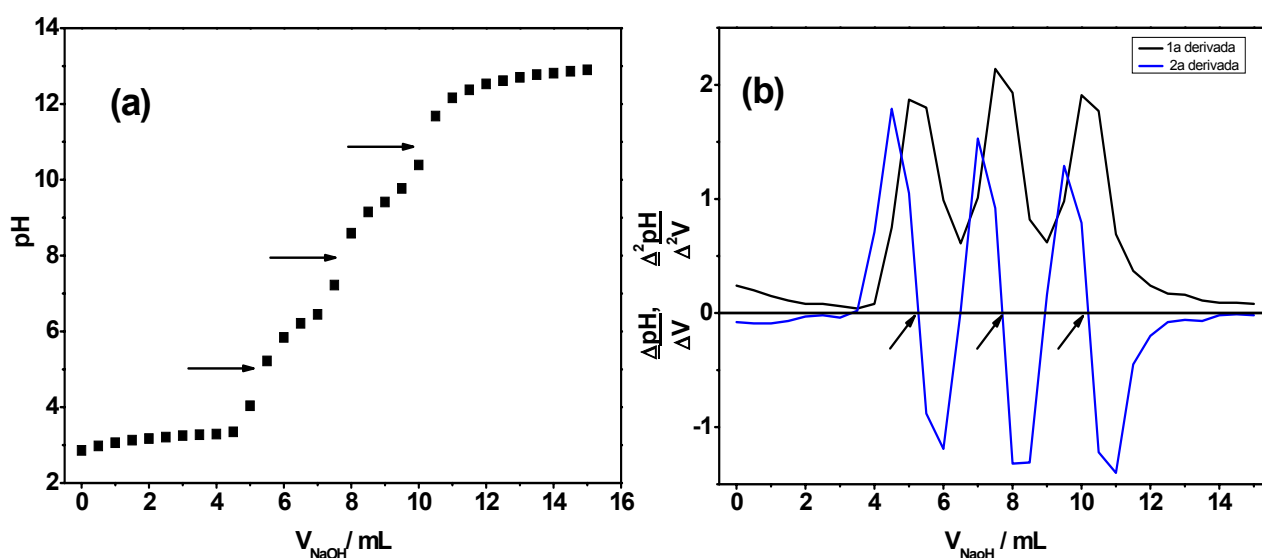 (a)
14
12
10
8
6
4
2
pH
0 2 4 6 8 10 12 14 16
V_NaOH / mL
(b)
1a derivada
2a derivada
2
1
0
-1
ΔpH, Δ²pH
ΔV Δ²V
0 2 4 6 8 10 12 14
V_NaoH / mL